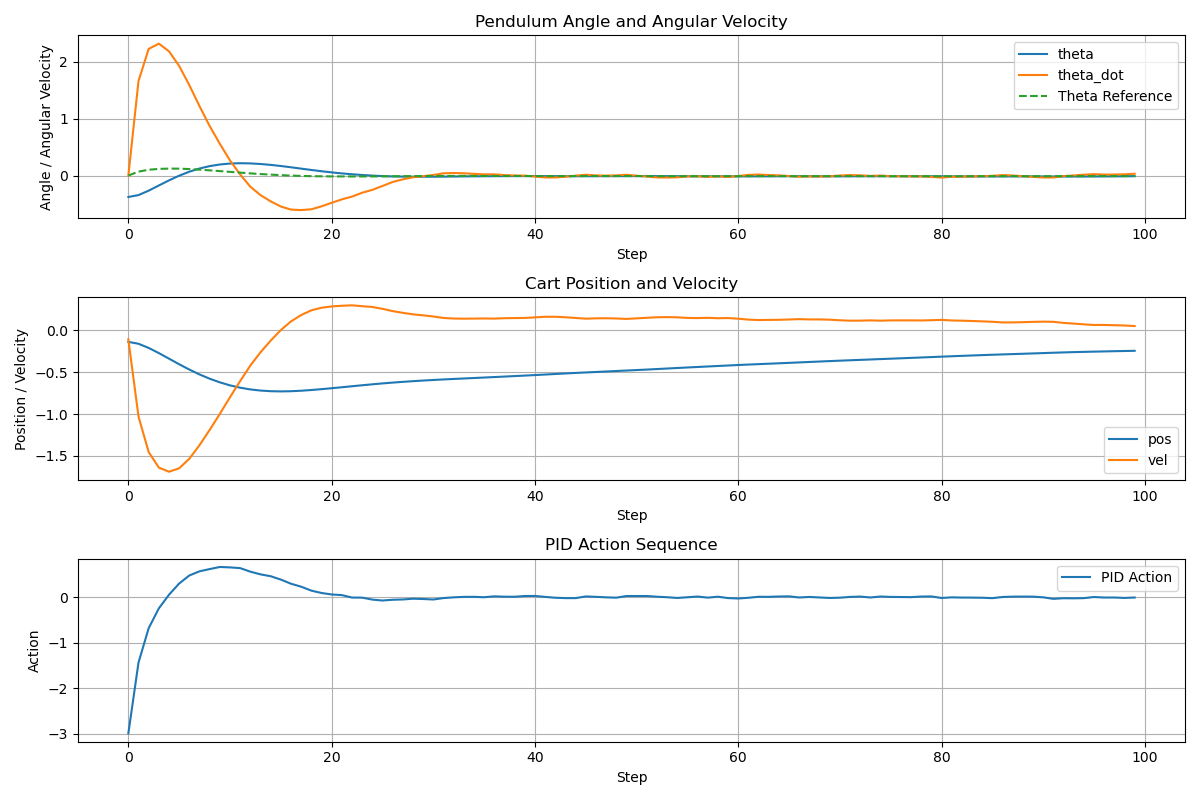 Pendulum Angle and Angular Velocity
Angle / Angular Velocity
2
1
0
theta
theta_dot
Theta Reference
0 20 40 60 80 100
Step
Cart Position and Velocity
Position / Velocity
0.0
−0.5
−1.0
−1.5
pos
vel
0 20 40 60 80 100
Step
PID Action Sequence
Action
0
−1
−2
−3
PID Action
0 20 40 60 80 100
Step